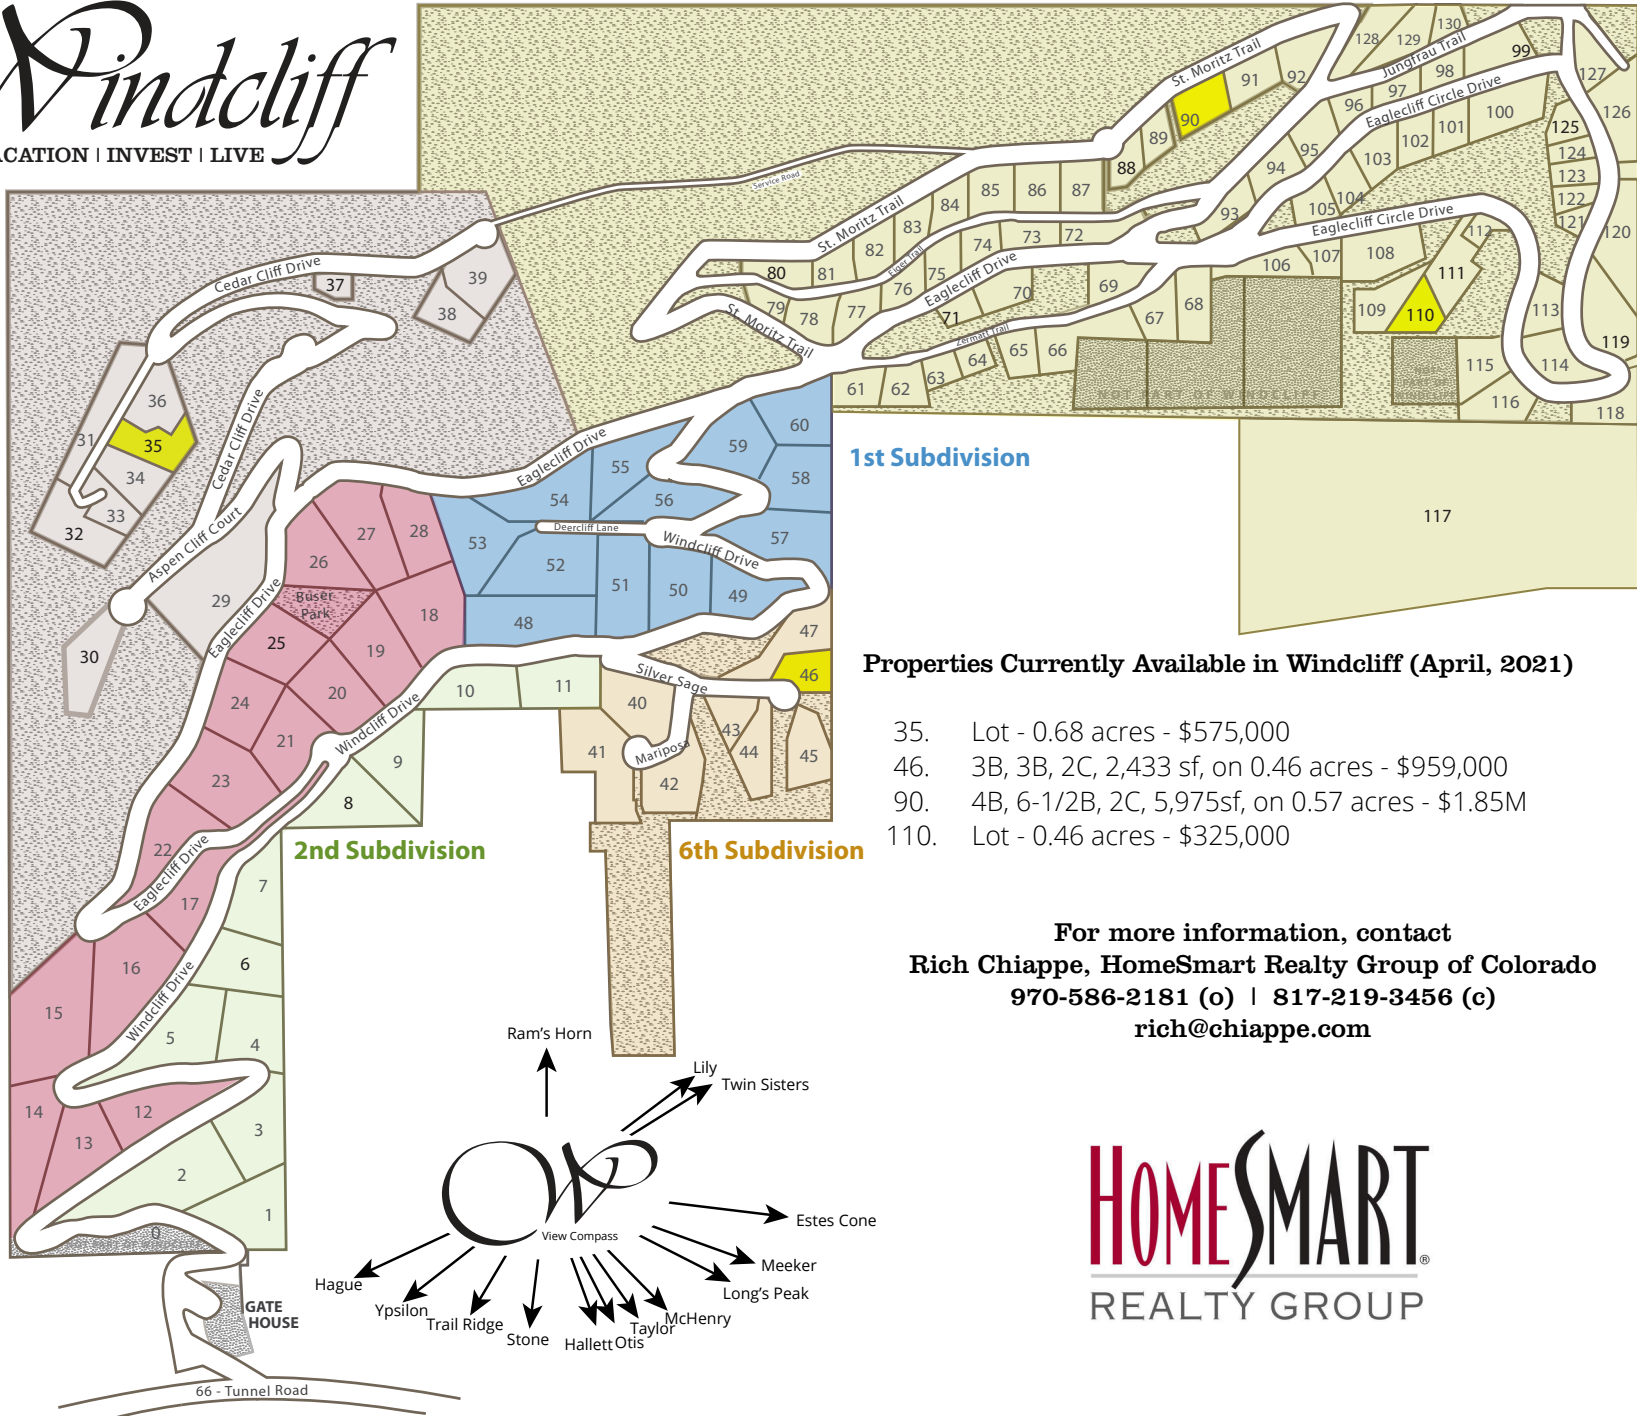 Windcliff
ACATION | INVEST | LIVE
St. Moritz Trail
Jungfrau Trail
Eaglecliff Circle Drive
128
129
130
99
127
91
92
98
97
96
100
126
90
89
88
95
94
101
102
103
125
124
123
122
121
120
Service Road
85
86
87
84
83
82
81
80
St. Moritz Trail
Eiger Trail
93
104
105
Eaglecliff Circle Drive
112
74
73
72
75
76
77
78
79
Eaglecliff Drive
106
107
108
111
109
110
113
70
71
69
68
67
St. Moritz Trail
Zermatt Trail
66
65
64
63
62
61
119
115
114
116
118
NOT
PART OF
NOT PART OF WINDCLIFF
Cedar Cliff Drive
37
39
38
36
31
35
34
33
32
Cedar Cliff Drive
Aspen Cliff Court
Eaglecliff Drive
60
59
58
57
55
54
56
53
52
51
50
49
48
Deercliff Lane
Windcliff Drive
1st Subdivision
117
27
28
26
29
Buser
Park
18
25
19
30
Eaglecliff Drive
20
24
21
23
22
17
16
15
14
13
12
Windcliff Drive
10
11
9
8
2nd Subdivision
Eaglecliff Drive
7
6
5
4
3
2
1
0
Windcliff Drive
47
46
Silver Sage
40
43
44
45
41
42
Mariposa
6th Subdivision
Properties Currently Available in Windcliff (April, 2021)
35. Lot - 0.68 acres - $575,000
46. 3B, 3B, 2C, 2,433 sf, on 0.46 acres - $959,000
90. 4B, 6-1/2B, 2C, 5,975sf, on 0.57 acres - $1.85M
110. Lot - 0.46 acres - $325,000
For more information, contact
Rich Chiappe, HomeSmart Realty Group of Colorado
970-586-2181 (o) | 817-219-3456 (c)
rich@chiappe.com
Ram's Horn
Lily
Twin Sisters
View Compass
Estes Cone
Meeker
Long's Peak
McHenry
Taylor
Otis
Hallett
Stone
Trail Ridge
Ypsilon
Hague
GATE
HOUSE
66 - Tunnel Road
HOMESMART®
REALTY GROUP